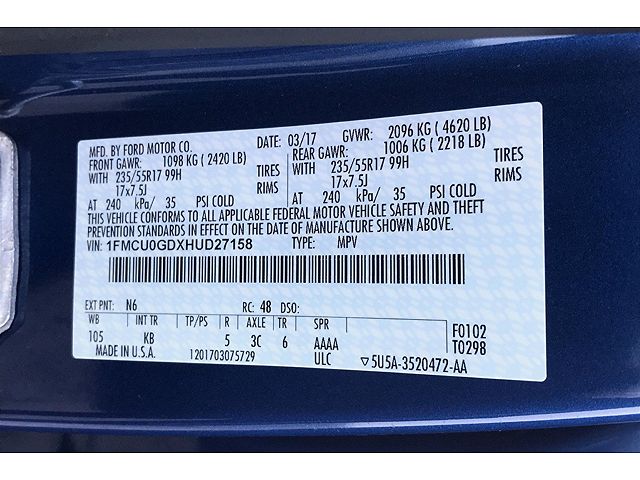 MFD. BY FORD MOTOR CO. DATE: 03/17 GVWR: 2096 KG ( 4620 LB)
FRONT GAWR: 1098 KG ( 2420 LB) REAR GAWR: 1006 KG ( 2218 LB)
WITH 235/55R17 99H TIRES WITH 235/55R17 99H TIRES
17x7.5J RIMS 17x7.5J RIMS
AT 240 kPa/ 35 PSI COLD AT 240 kPa/ 35 PSI COLD
THIS VEHICLE CONFORMS TO ALL APPLICABLE FEDERAL MOTOR VEHICLE SAFETY AND THEFT
PREVENTION STANDARDS IN EFFECT ON THE DATE OF MANUFACTURE SHOWN ABOVE.
VIN: 1FMCU0GDXHUD27158 TYPE: MPV
EXT PNT: N6 RC: 48 DSO:
WB INT TR TP/PS R AXLE TR SPR F0102
105 KB 5 3C 6 AAAA T0298
MADE IN U.S.A. 1201703075729 ULC ▽5U5A-3520472-AA